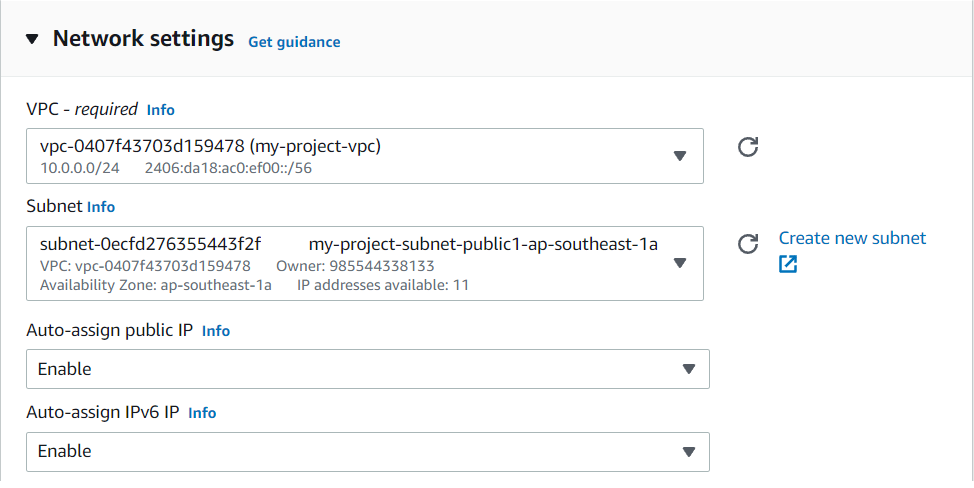 Network settings Get guidance
VPC - required Info
vpc-0407f43703d159478 (my-project-vpc)
10.0.0.0/24 2406:da18:ac0:ef00::/56
Subnet Info
subnet-0ecfd276355443f2f my-project-subnet-public1-ap-southeast-1a
VPC: vpc-0407f43703d159478 Owner: 985544338133
Availability Zone: ap-southeast-1a IP addresses available: 11
Create new subnet
Auto-assign public IP Info
Enable
Auto-assign IPv6 IP Info
Enable